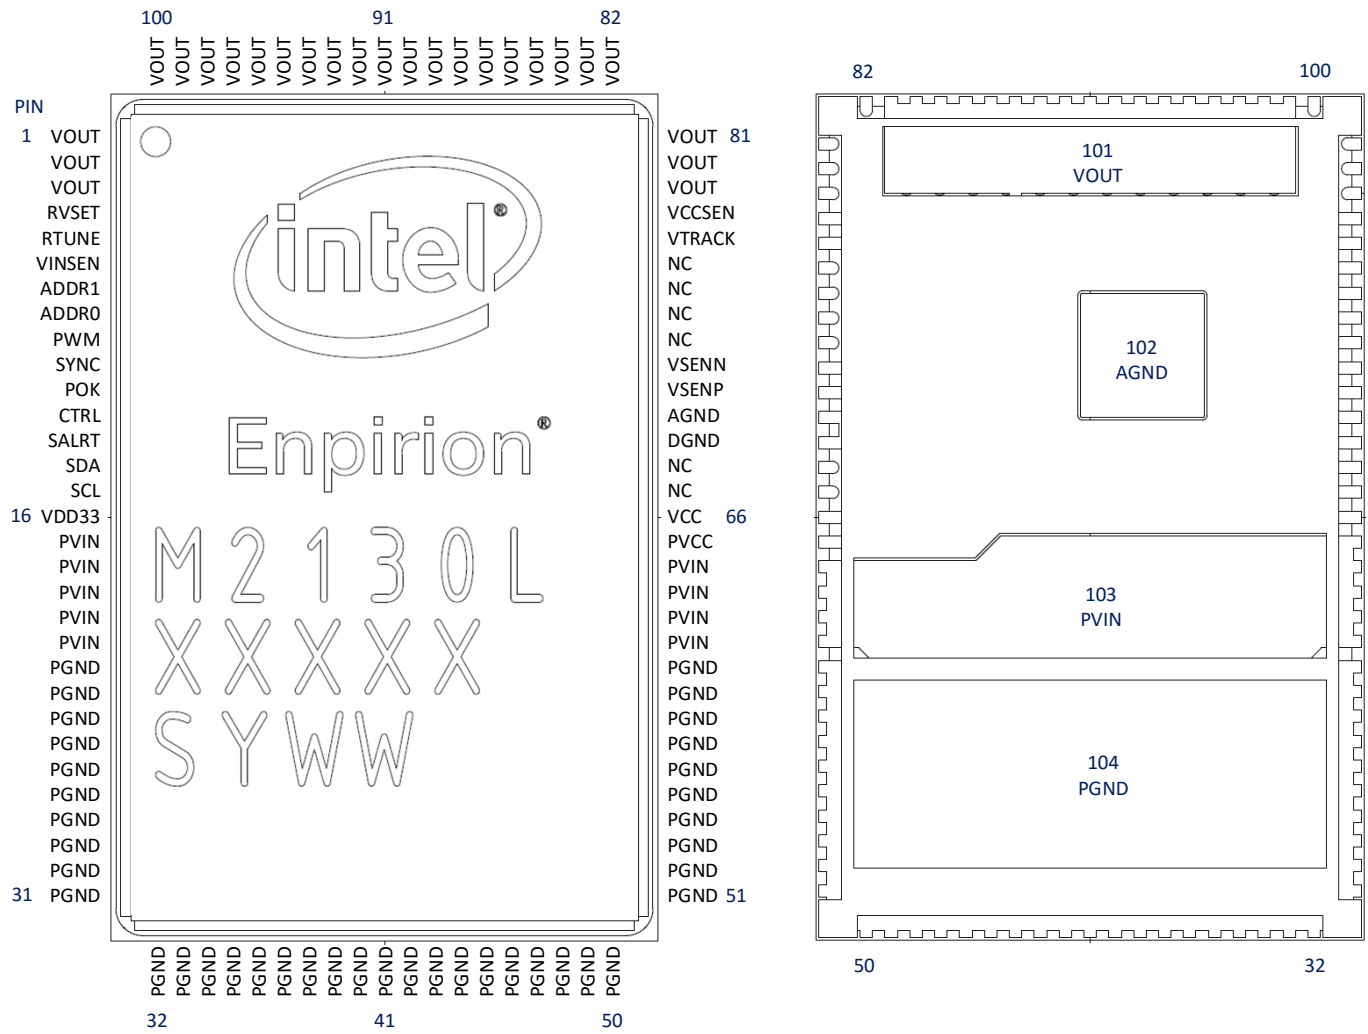 100 91 82
VOUT VOUT VOUT VOUT VOUT VOUT VOUT VOUT VOUT VOUT VOUT VOUT VOUT VOUT VOUT VOUT VOUT VOUT VOUT
PIN
1 VOUT
VOUT
VOUT
RVSET
RTUNE
VINSEN
ADDR1
ADDR0
PWM
SYNC
POK
CTRL
SALRT
SDA
SCL
16 VDD33
PVIN
PVIN
PVIN
PVIN
PVIN
PGND
PGND
PGND
PGND
PGND
PGND
PGND
PGND
PGND
31 PGND
intel®
Enpirion®
M2130L
XXXXX
SYWW
VOUT 81
VOUT
VOUT
VCCSEN
VTRACK
NC
NC
NC
NC
VSENN
VSENP
AGND
DGND
NC
NC
VCC 66
PVCC
PVIN
PVIN
PVIN
PVIN
PGND
PGND
PGND
PGND
PGND
PGND
PGND
PGND
PGND
PGND 51
PGND PGND PGND PGND PGND PGND PGND PGND PGND PGND PGND PGND PGND PGND PGND PGND PGND PGND PGND
32 41 50
82 100
101
VOUT
102
AGND
103
PVIN
104
PGND
50 32